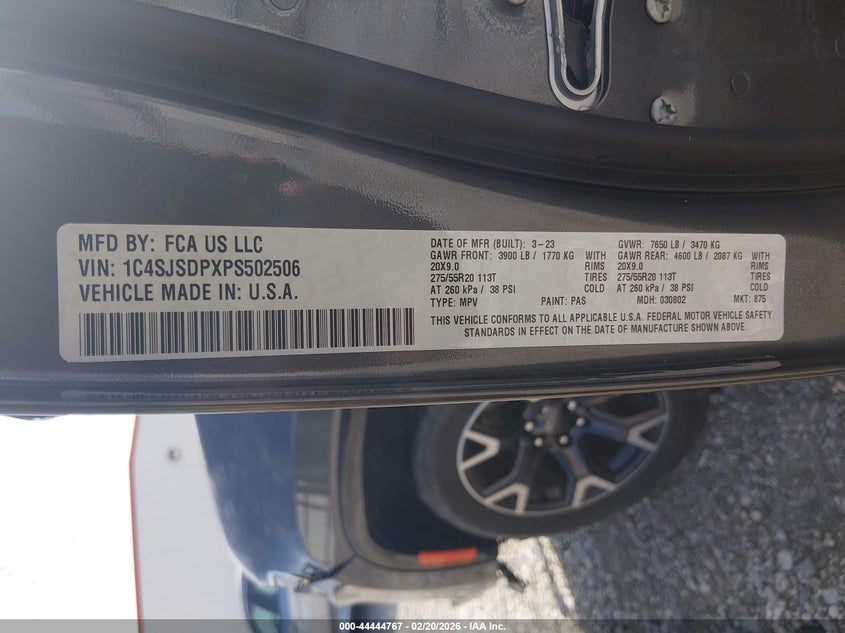 MFD BY: FCA US LLC
VIN: 1C4SJSDPXPS502506
VEHICLE MADE IN: U.S.A.
DATE OF MFR (BUILT): 3-23 GVWR: 7650 LB / 3470 KG
GAWR FRONT: 3900 LB / 1770 KG WITH GAWR REAR: 4600 LB / 2087 KG WITH
20X9.0 RIMS 20X9.0 RIMS
275/55R20 113T TIRES 275/55R20 113T TIRES
AT 260 kPa / 38 PSI COLD AT 260 kPa / 38 PSI COLD
TYPE: MPV PAINT: PAS MDH: 030802 MKT: 875
THIS VEHICLE CONFORMS TO ALL APPLICABLE U.S.A. FEDERAL MOTOR VEHICLE SAFETY
STANDARDS IN EFFECT ON THE DATE OF MANUFACTURE SHOWN ABOVE.
000-44444767 — 02/20/2026 — IAA Inc.